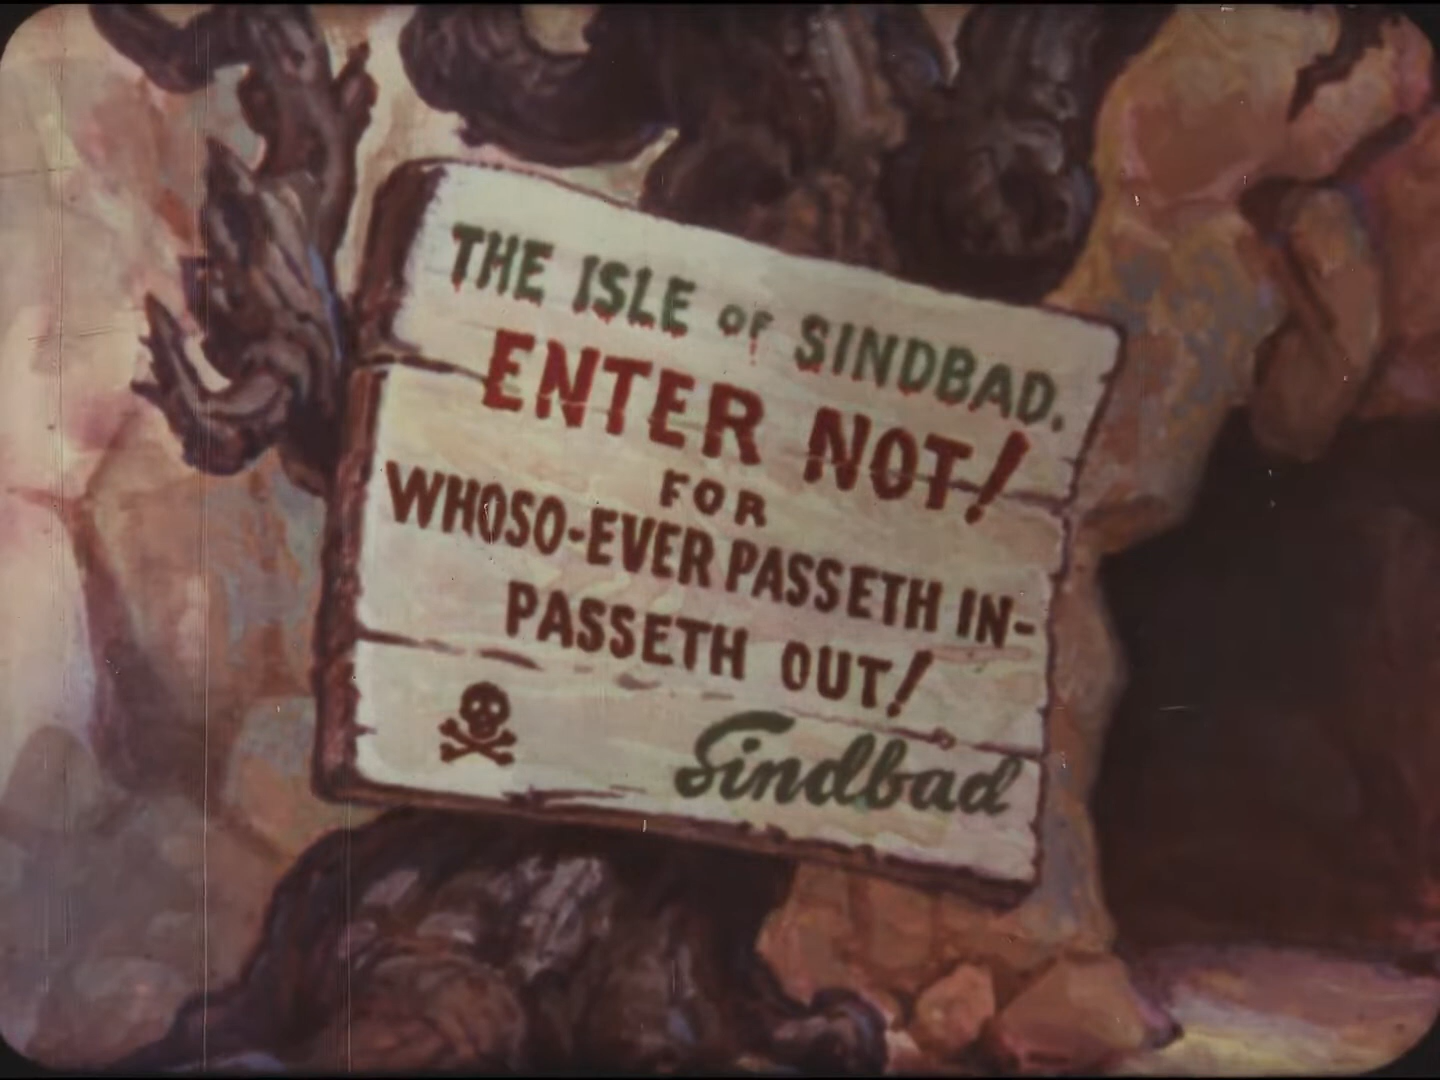 THE ISLE OF SINDBAD.
ENTER NOT!
FOR
WHOSO-EVER PASSETH IN-
PASSETH OUT!
Sindbad